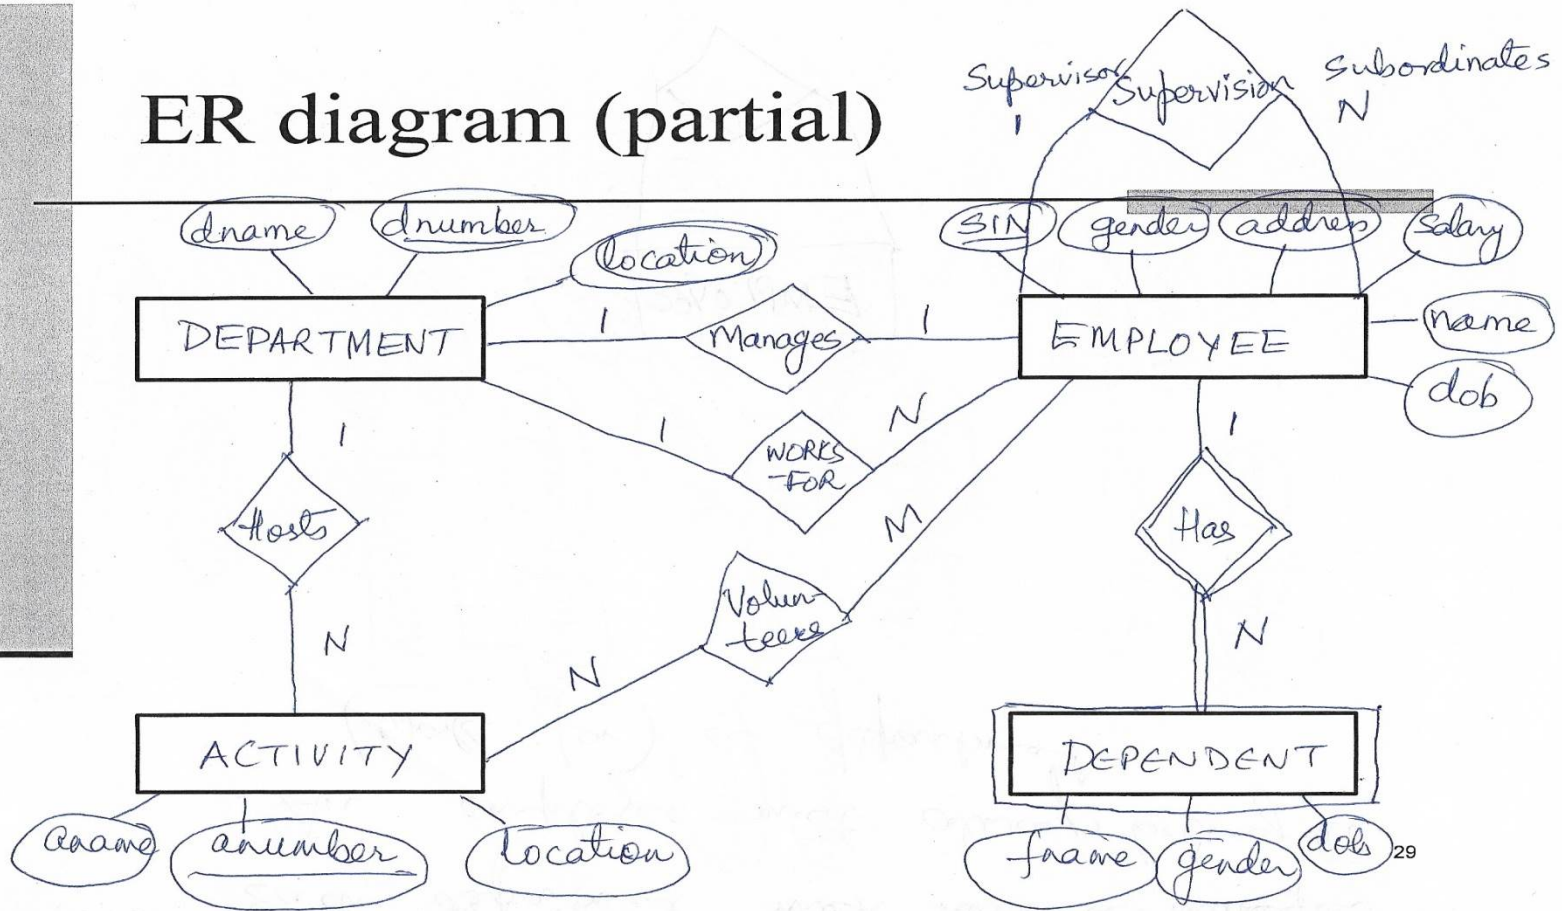 ER diagram (partial)
Supervisor
1
Supervision
Subordinates
N
dname
dnumber
location
SIN
gender
address
salary
name
dob
DEPARTMENT
1
Manages
1
EMPLOYEE
1
WORKS
-FOR
N
1
Hosts
N
M
Volun-
teers
N
1
Has
N
ACTIVITY
DEPENDENT
aname
anumber
location
fname
gender
dob
29